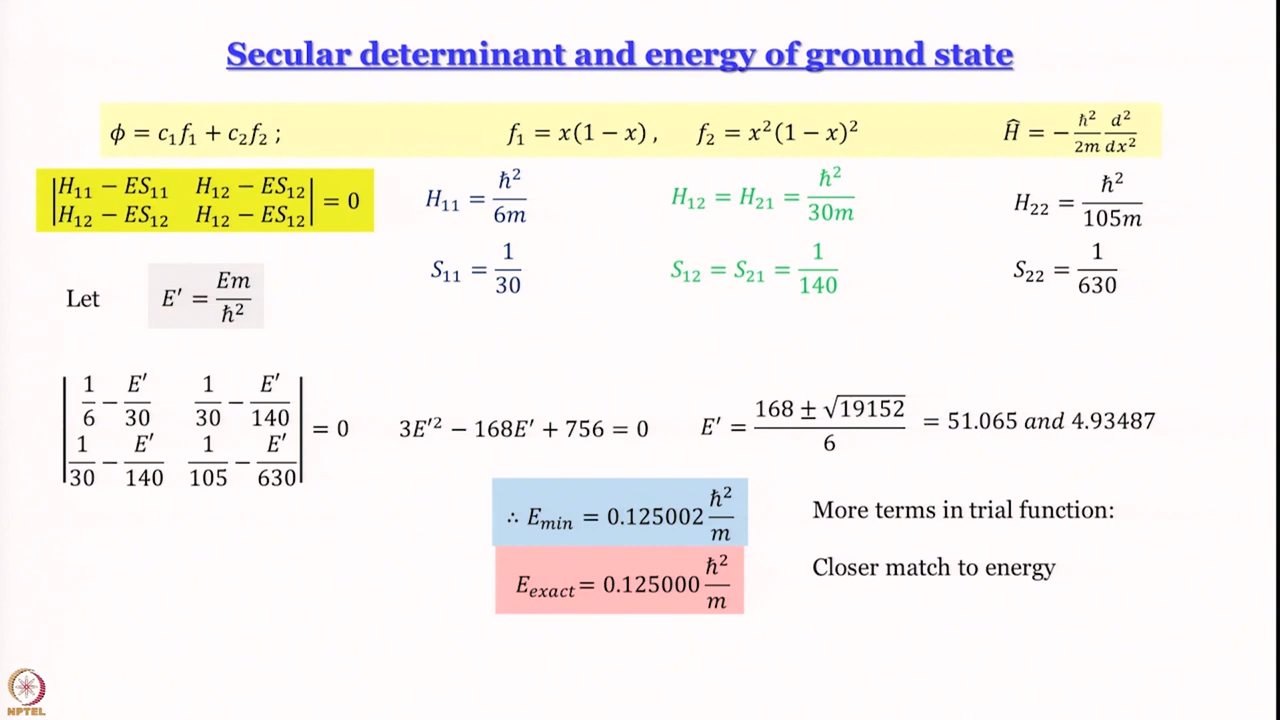 Secular determinant and energy of ground state
ϕ = c₁f₁ + c₂f₂ ; f₁ = x(1 − x) , f₂ = x²(1 − x)² Ĥ = −ħ²/2m d²/dx²
|H₁₁ − ES₁₁ H₁₂ − ES₁₂|
|H₁₂ − ES₁₂ H₁₂ − ES₁₂| = 0
H₁₁ = ħ²/6m H₁₂ = H₂₁ = ħ²/30m H₂₂ = ħ²/105m
S₁₁ = 1/30 S₁₂ = S₂₁ = 1/140 S₂₂ = 1/630
Let E′ = Em/ħ²
|1/6 − E′/30 1/30 − E′/140|
|1/30 − E′/140 1/105 − E′/630| = 0
3E′² − 168E′ + 756 = 0 E′ = (168 ± √19152)/6 = 51.065 and 4.93487
∴ Eₘᵢₙ = 0.125002 ħ²/m
More terms in trial function:
Closer match to energy
E_exact = 0.125000 ħ²/m
NPTEL